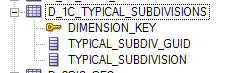 D_1C_TYPICAL_SUBDIVISIONS
DIMENSION_KEY
TYPICAL_SUBDIV_GUID
TYPICAL_SUBDIVISION